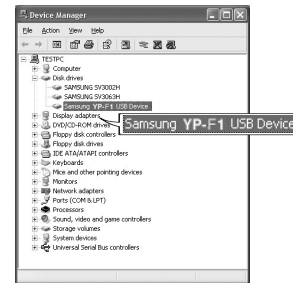 Device Manager
File Action View Help
TESTPC
Computer
Disk drives
SAMSUNG SV3002H
SAMSUNG SV3063H
Samsung YP-F1 USB Device
Display adapters
Samsung YP-F1 USB Device
DVD/CD-ROM drives
Floppy disk controllers
Floppy disk drives
IDE ATA/ATAPI controllers
Keyboards
Mice and other pointing devices
Monitors
Network adapters
Ports (COM & LPT)
Processors
Sound, video and game controllers
Storage volumes
System devices
Universal Serial Bus controllers